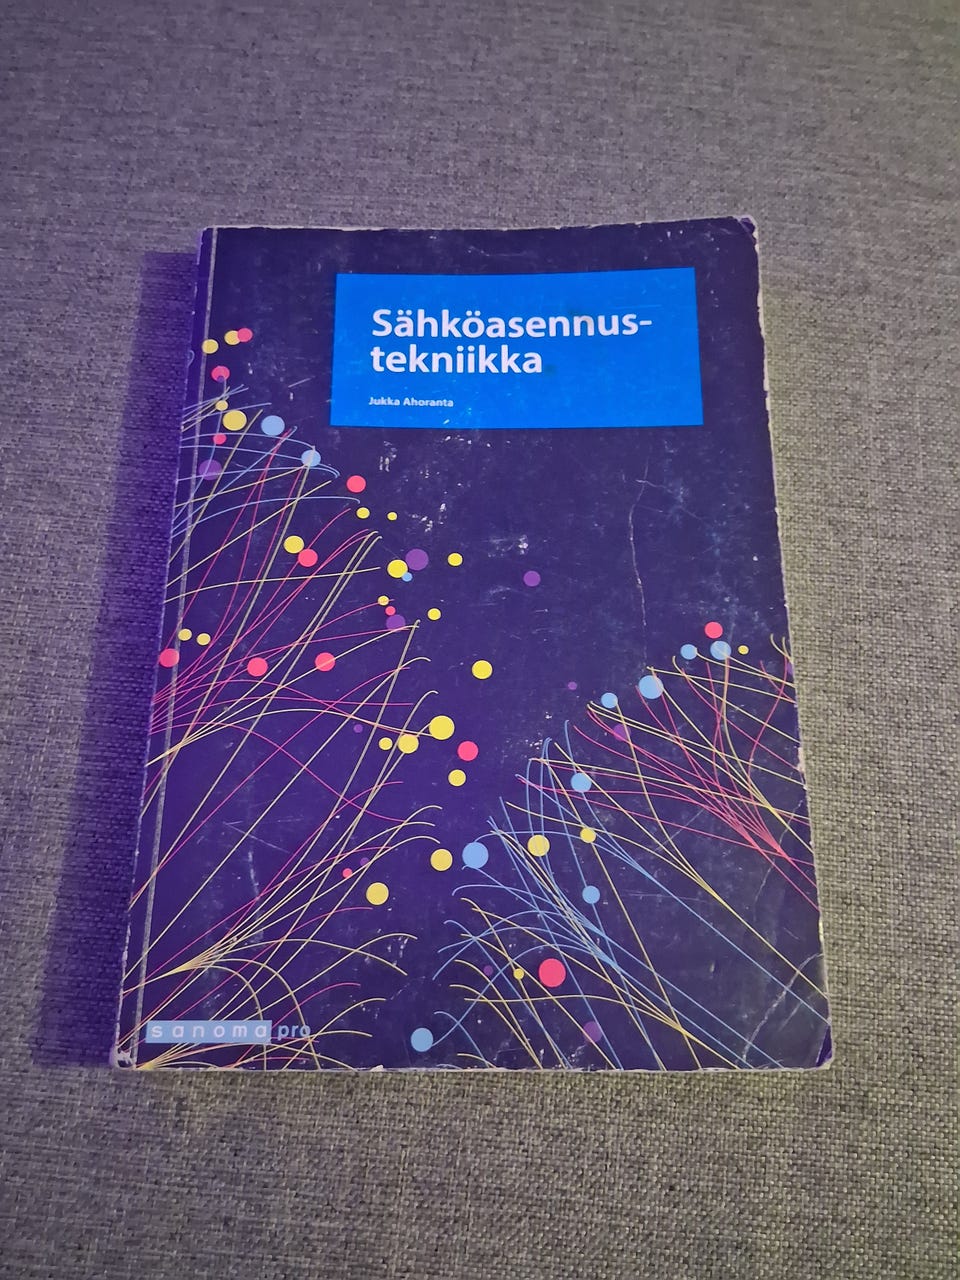 Sähköasennus-
tekniikka
Jukka Ahoranta
sanoma pro